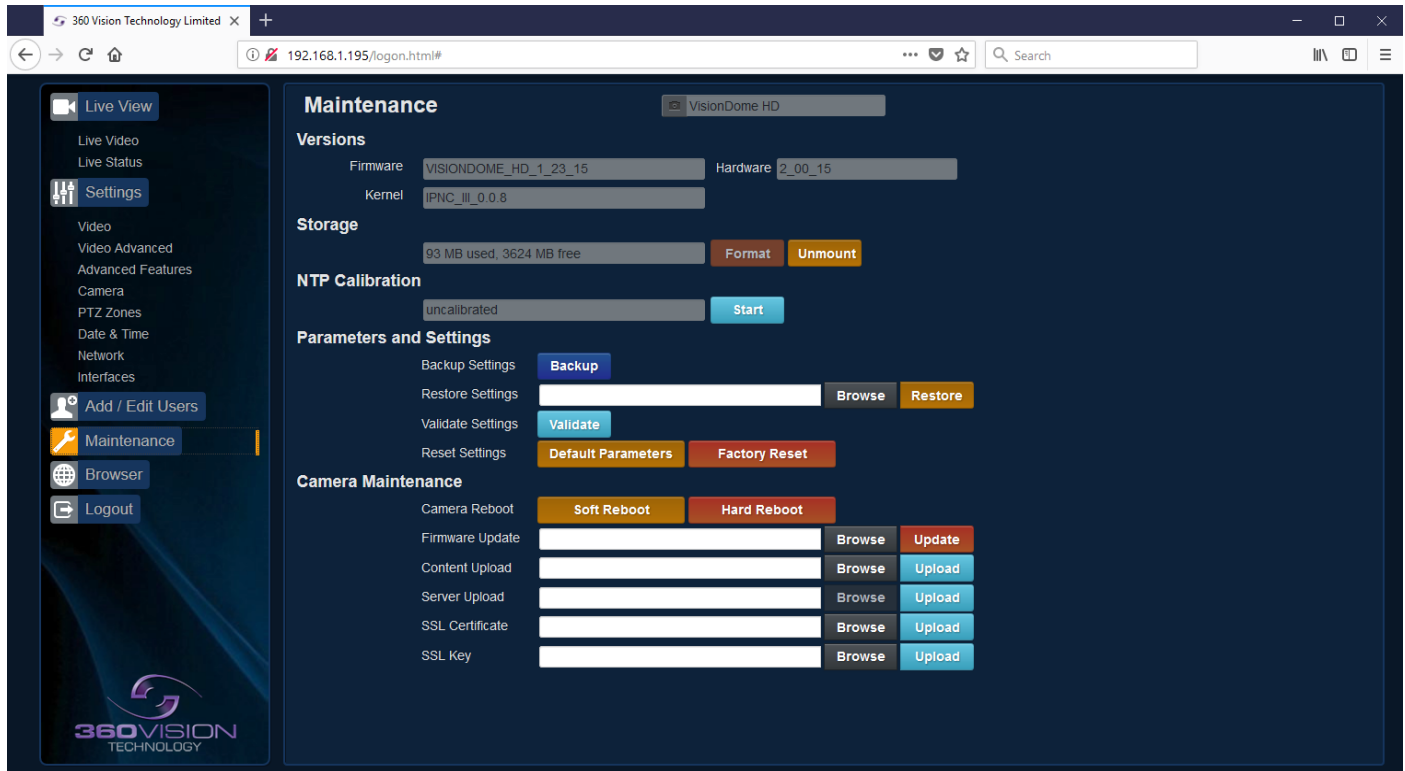 360 Vision Technology Limited
192.168.1.195/logon.html#
Search
Live View
Live Video
Live Status
Settings
Video
Video Advanced
Advanced Features
Camera
PTZ Zones
Date & Time
Network
Interfaces
Add / Edit Users
Maintenance
Browser
Logout
360VISION
TECHNOLOGY
Maintenance VisionDome HD
Versions
Firmware VISIONDOME_HD_1_23_15 Hardware 2_00_15
Kernel IPNC_III_0.0.8
Storage
93 MB used, 3624 MB free Format Unmount
NTP Calibration
uncalibrated Start
Parameters and Settings
Backup Settings Backup
Restore Settings Browse Restore
Validate Settings Validate
Reset Settings Default Parameters Factory Reset
Camera Maintenance
Camera Reboot Soft Reboot Hard Reboot
Firmware Update Browse Update
Content Upload Browse Upload
Server Upload Browse Upload
SSL Certificate Browse Upload
SSL Key Browse Upload